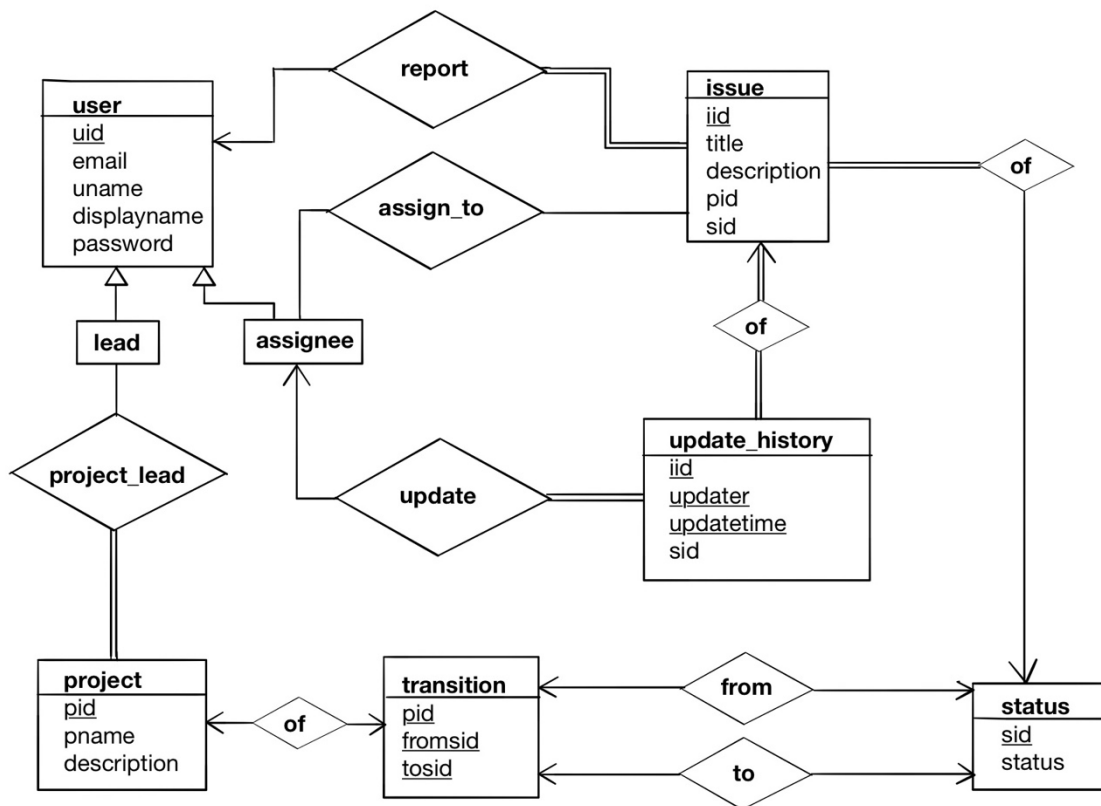 report
user
uid
email
uname
displayname
password
issue
iid
title
description
pid
sid
of
assign_to
lead
assignee
of
project_lead
update
update_history
iid
updater
updatetime
sid
project
pid
pname
description
of
transition
pid
fromsid
tosid
from
to
status
sid
status